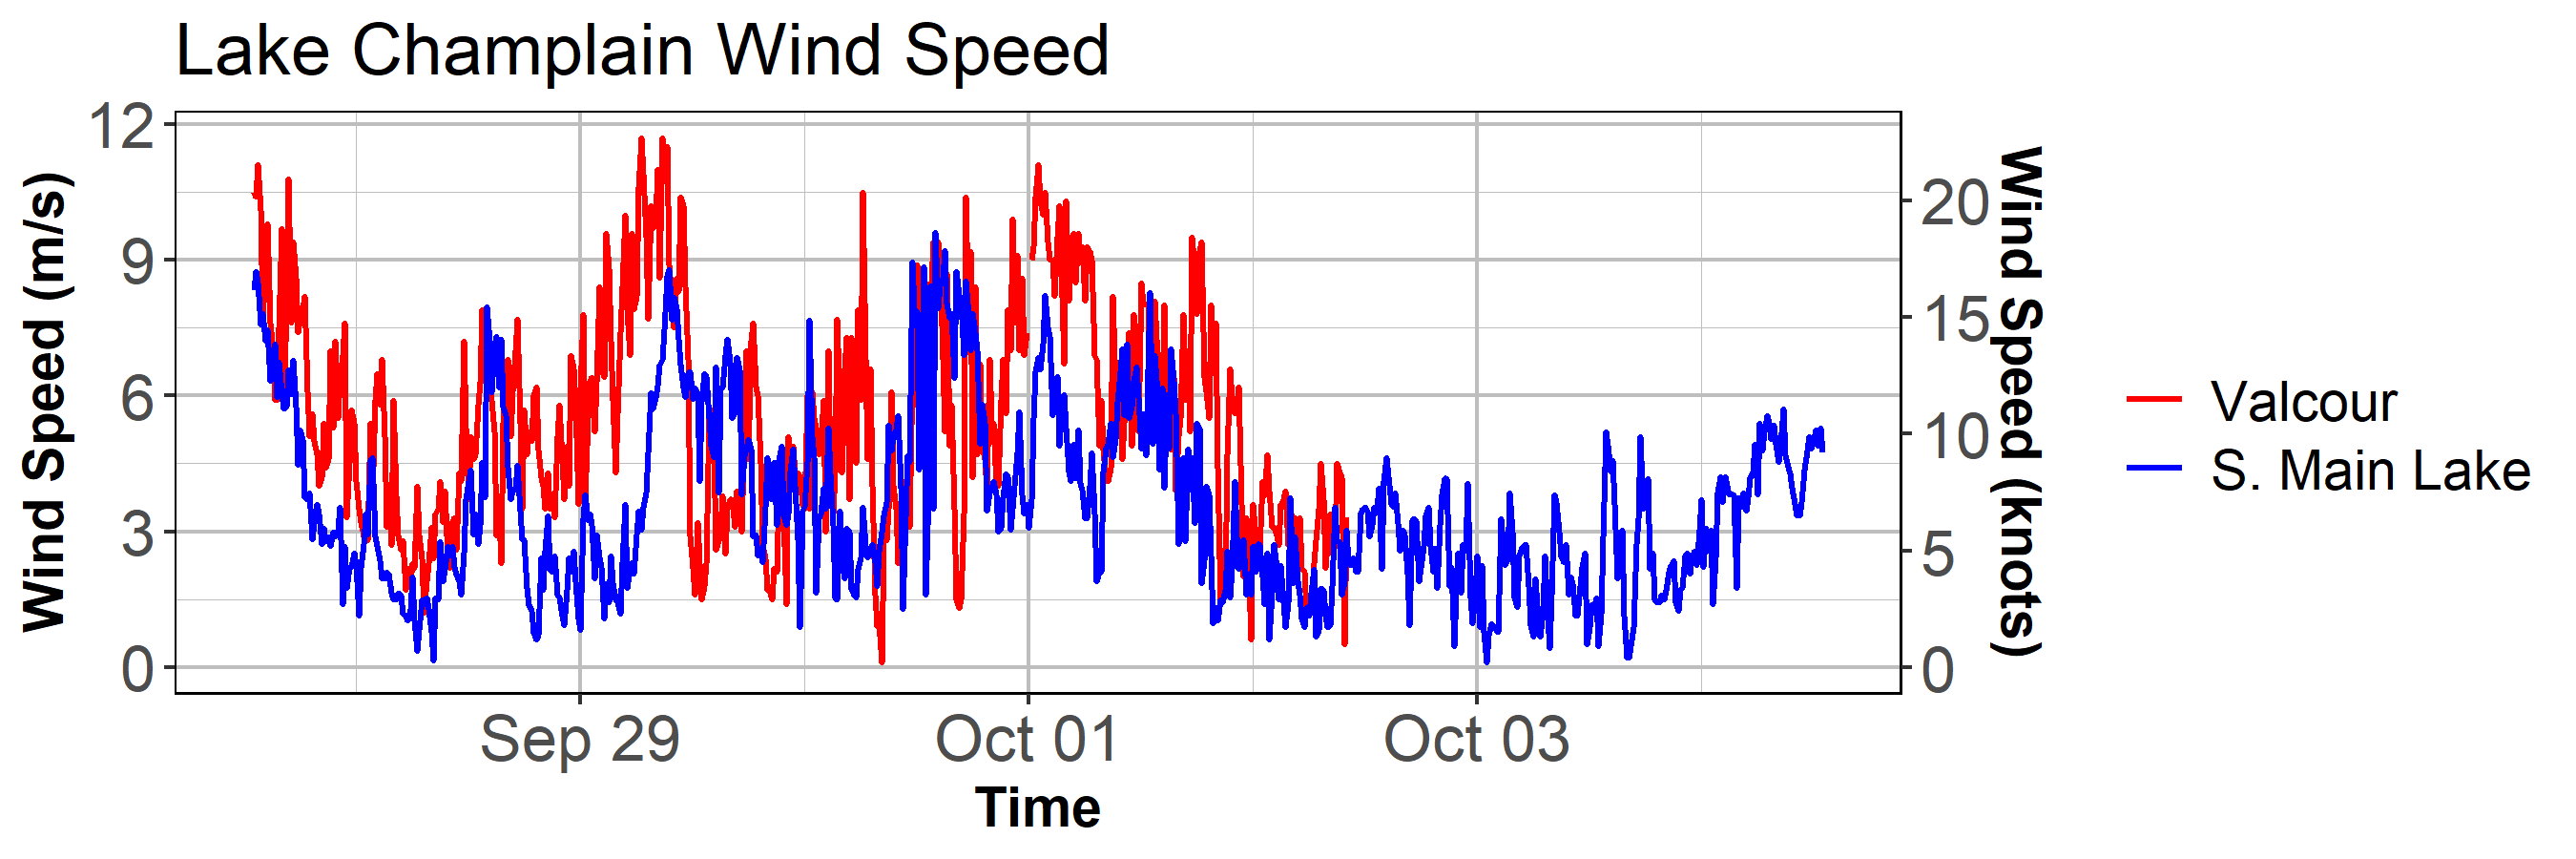 Lake Champlain Wind Speed
12
9
6
3
0
Wind Speed (m/s)
20
15
10
5
0
Wind Speed (knots)
Sep 29
Oct 01
Oct 03
Time
Valcour
S. Main Lake